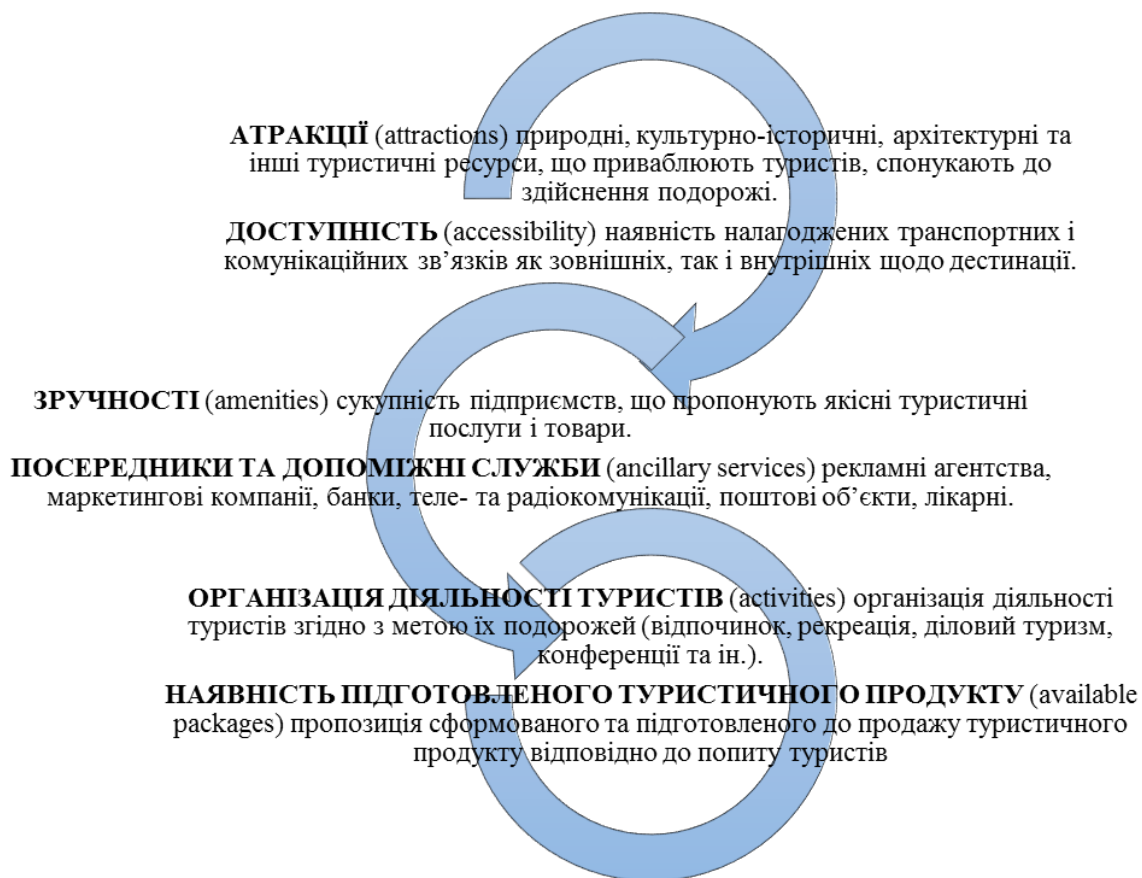 АТРАКЦІЇ (attractions) природні, культурно-історичні, архітектурні та
інші туристичні ресурси, що приваблюють туристів, спонукають до
здійснення подорожі.
ДОСТУПНІСТЬ (accessibility) наявність налагоджених транспортних і
комунікаційних зв’язків як зовнішніх, так і внутрішніх щодо дестинації.
ЗРУЧНОСТІ (amenities) сукупність підприємств, що пропонують якісні туристичні
послуги і товари.
ПОСЕРЕДНИКИ ТА ДОПОМІЖНІ СЛУЖБИ (ancillary services) рекламні агентства,
маркетингові компанії, банки, теле- та радіокомунікації, поштові об’єкти, лікарні.
ОРГАНІЗАЦІЯ ДІЯЛЬНОСТІ ТУРИСТІВ (activities) організація діяльності
туристів згідно з метою їх подорожей (відпочинок, рекреація, діловий туризм,
конференції та ін.).
НАЯВНІСТЬ ПІДГОТОВЛЕНОГО ТУРИСТИЧНОГО ПРОДУКТУ (available
packages) пропозиція сформованого та підготовленого до продажу туристичного
продукту відповідно до попиту туристів